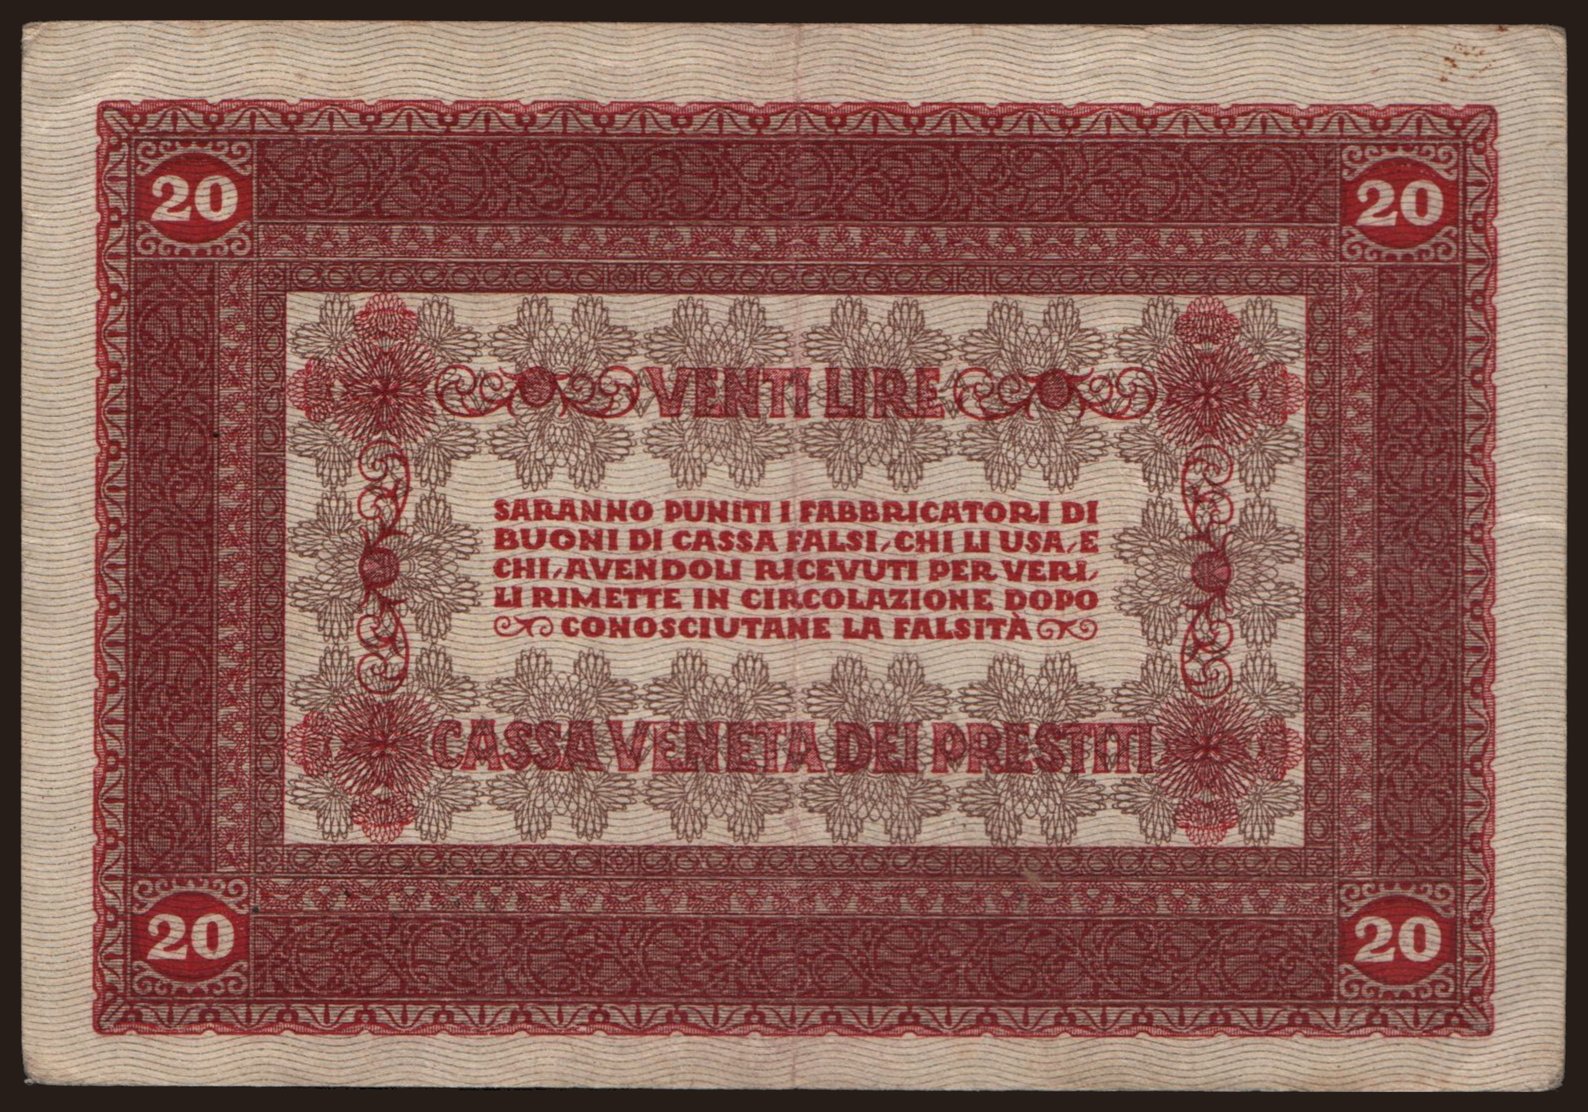 20 20
VENTI LIRE
SARANNO PUNITI I FABBRICATORI DI
BUONI DI CASSA FALSI, CHI LI USA, E
CHI, AVENDOLI RICEVUTI PER VERI,
LI RIMETTE IN CIRCOLAZIONE DOPO
CONOSCIUTANE LA FALSITÀ
CASSA VENETA DEI PRESTITI
20 20